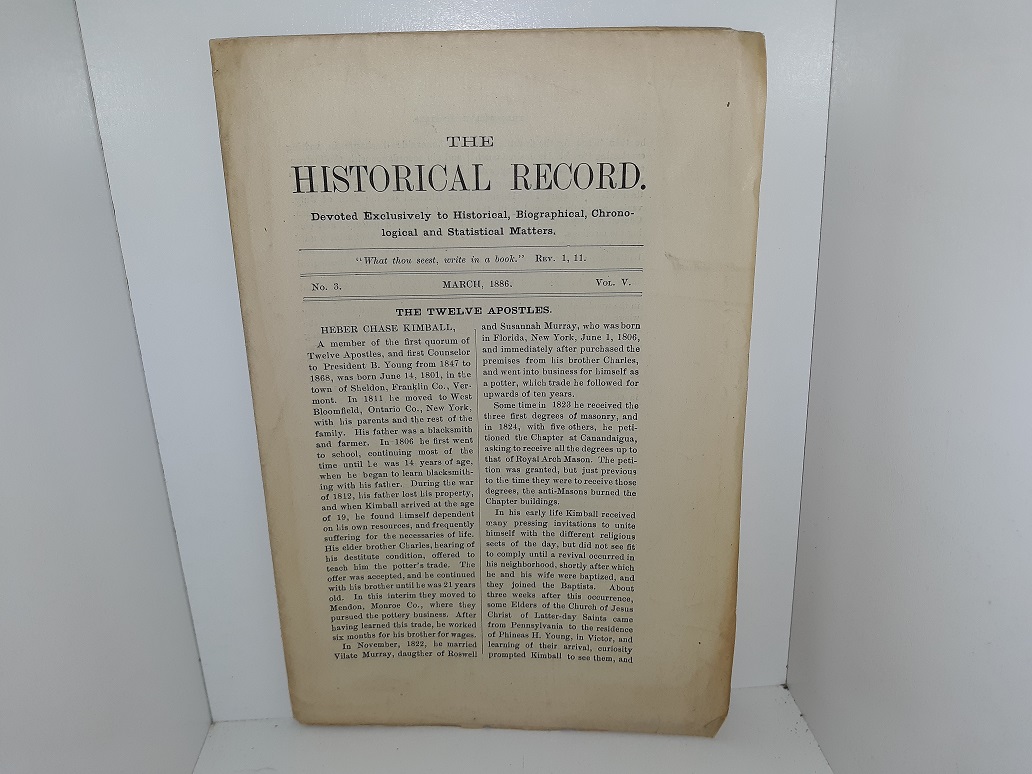 THE
HISTORICAL RECORD.
Devoted Exclusively to Historical, Biographical, Chrono-
logical and Statistical Matters.
"What thou seest, write in a book." REV. 1, 11.
No. 3. MARCH, 1886. VOL. V.
THE TWELVE APOSTLES.
HEBER CHASE KIMBALL,
A member of the first quorum of
Twelve Apostles, and first Counselor
to President B. Young from 1847 to
1868, was born June 14, 1801, in the
town of Sheldon, Franklin Co., Ver-
mont. In 1811 he moved to West
Bloomfield, Ontario Co., New York,
with his parents and the rest of the
family. His father was a blacksmith
and farmer. In 1806 he first went
to school, continuing most of the
time until he was 14 years of age,
when he began to learn blacksmith-
ing with his father. During the war
of 1812, his father lost his property,
and when Kimball arrived at the age
of 19, he found himself dependent
on his own resources, and frequently
suffering for the necessaries of life.
His elder brother Charles, hearing of
his destitute condition, offered to
teach him the potter's trade. The
offer was accepted, and he continued
with his brother until he was 21 years
old. In this interim they moved to
Mendon, Monroe Co., where they
pursued the pottery business. After
having learned this trade, he worked
six months for his brother for wages.
In November, 1822, he married
Vilate Murray, daugther of Roswell
and Susannah Murray, who was born
in Florida, New York, June 1, 1806,
and immediately after purchased the
premises from his brother Charles,
and went into business for himself as
a potter, which trade he followed for
upwards of ten years.
Some time in 1823 he received the
three first degrees of masonry, and
in 1824, with five others, he peti-
tioned the Chapter at Canandaigua,
asking to receive all the degrees up to
that of Royal Arch Mason. The peti-
tion was granted, but just previous
to the time they were to receive those
degrees, the anti-Masons burned the
Chapter buildings.
In his early life Kimball received
many pressing invitations to unite
himself with the different religious
sects of the day, but did not see fit
to comply until a revival occurred in
his neighborhood, shortly after which
he and his wife were baptized, and
they joined the Baptists. About
three weeks after this occurrence,
some Elders of the Church of Jesus
Christ of Latter-day Saints came
from Pennsylvania to the residence
of Phineas H. Young, in Victor, and
learning of their arrival, curiosity
prompted Kimball to see them, and